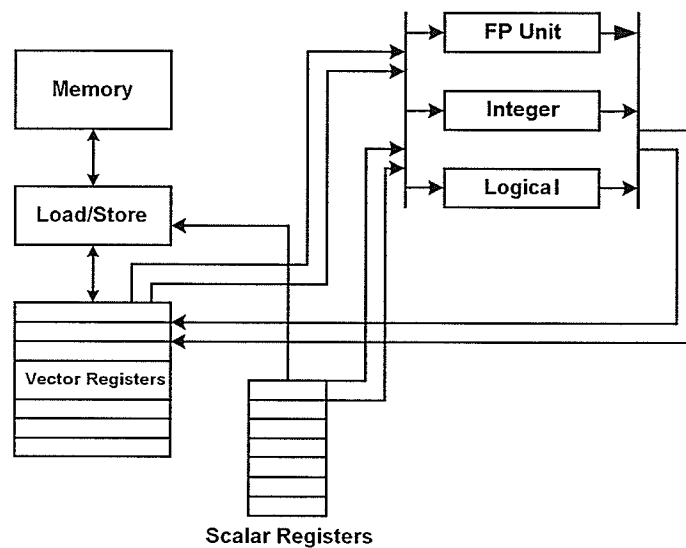 FP Unit
Memory
Integer
Logical
Load/Store
Vector Registers
Scalar Registers